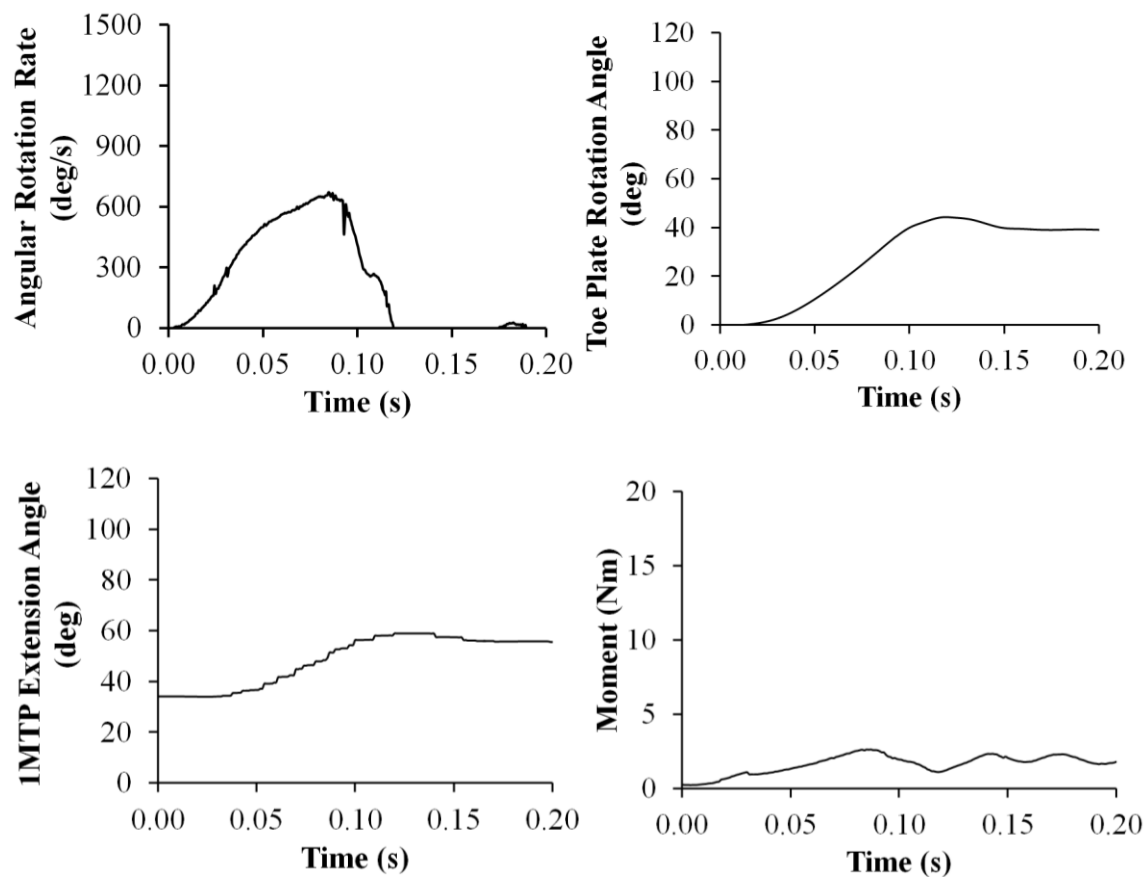 Angular Rotation Rate
(deg/s)
1500
1200
900
600
300
0
0.00 0.05 0.10 0.15 0.20
Time (s)
Toe Plate Rotation Angle
(deg)
120
100
80
60
40
20
0
0.00 0.05 0.10 0.15 0.20
Time (s)
1MTP Extension Angle
(deg)
120
100
80
60
40
20
0
0.00 0.05 0.10 0.15 0.20
Time (s)
Moment (Nm)
20
15
10
5
0
0.00 0.05 0.10 0.15 0.20
Time (s)